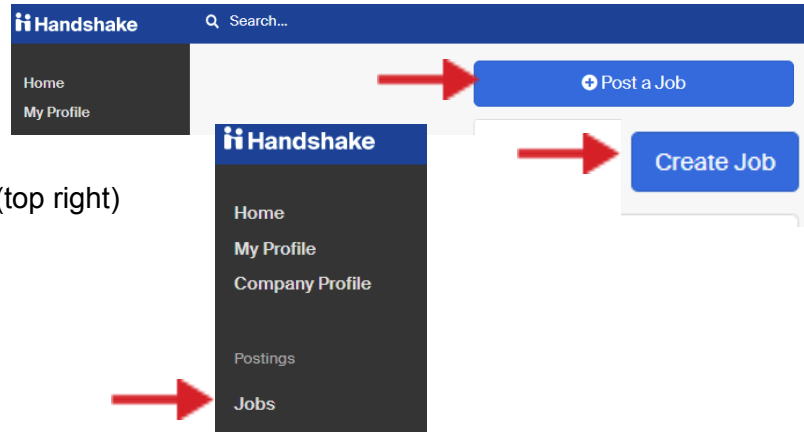 Handshake
Search...
Home
My Profile
Post a Job
Handshake
Create Job
(top right)
Home
My Profile
Company Profile
Postings
Jobs